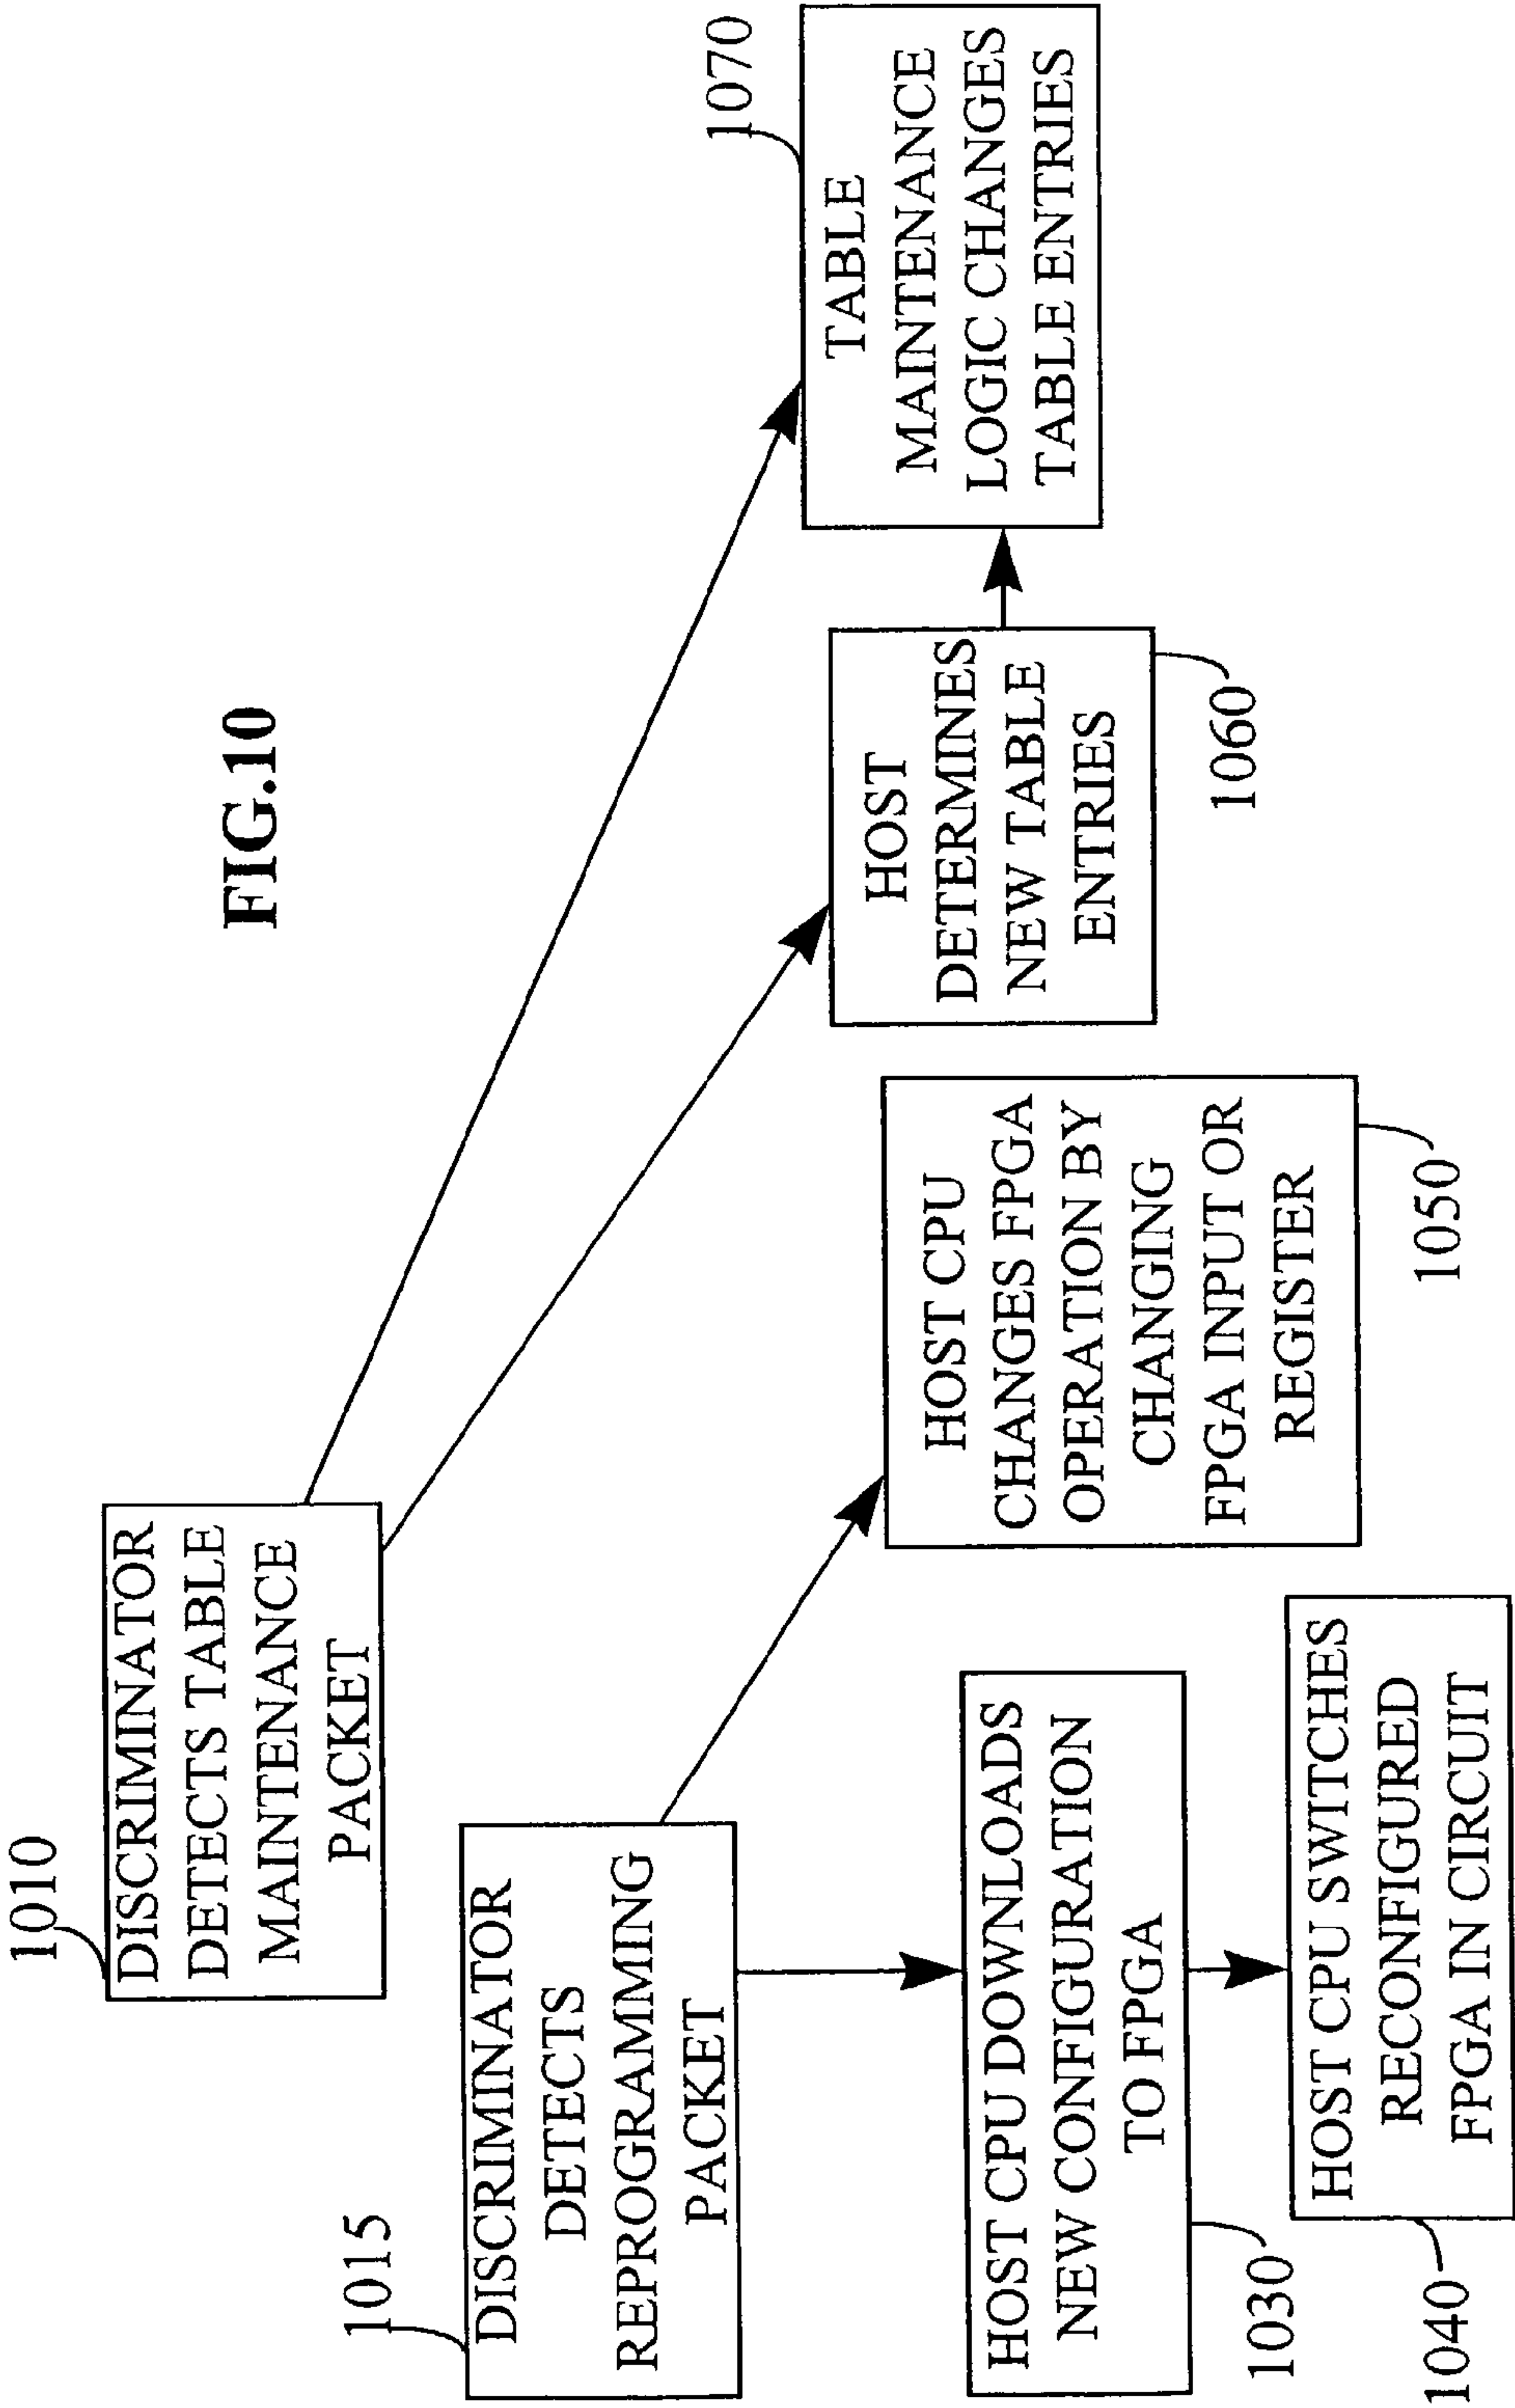 FIG.10
1010
DISCRIMINATOR
DETECTS TABLE
MAINTENANCE
PACKET
1015
DISCRIMINATOR
DETECTS
REPROGRAMMING
PACKET
HOST CPU DOWNLOADS
NEW CONFIGURATION
TO FPGA
1030
HOST CPU SWITCHES
RECONFIGURED
FPGA IN CIRCUIT
1040
HOST CPU
CHANGES FPGA
OPERATION BY
CHANGING
FPGA INPUT OR
REGISTER
1050
HOST
DETERMINES
NEW TABLE
ENTRIES
1060
1070
TABLE
MAINTENANCE
LOGIC CHANGES
TABLE ENTRIES